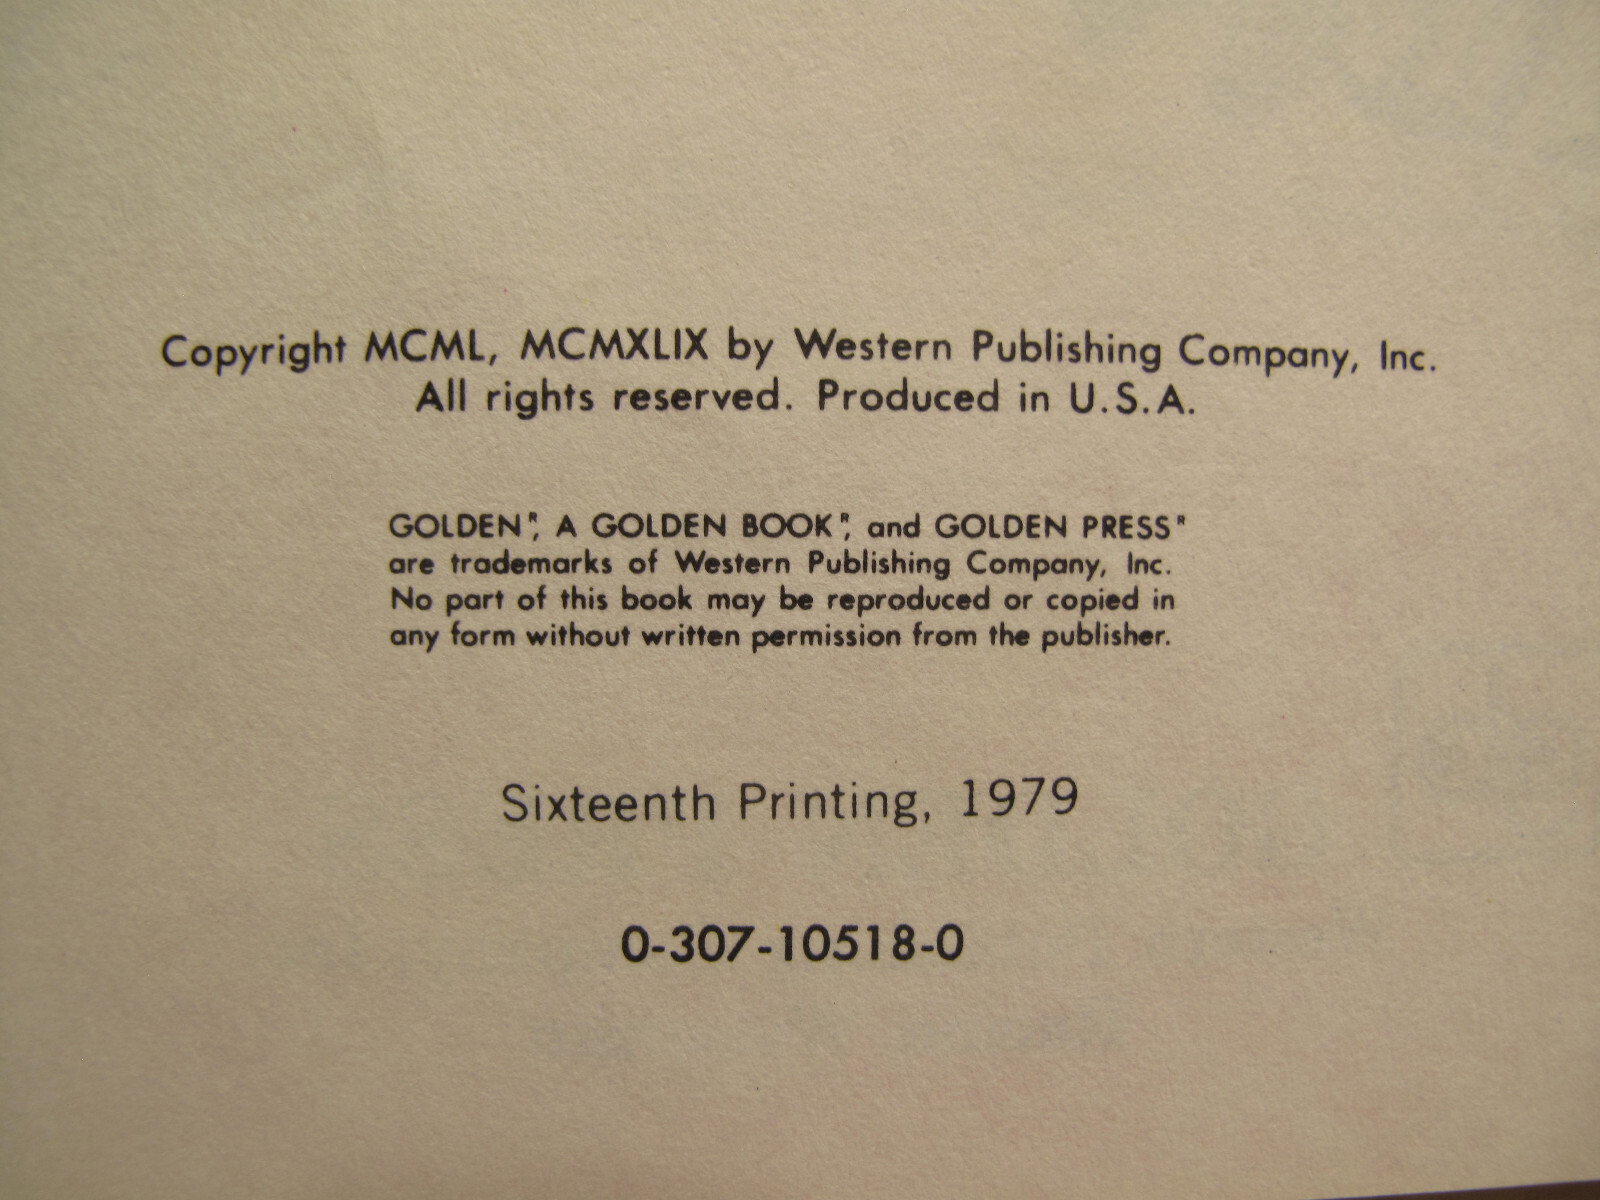 Copyright MCML, MCMXLIX by Western Publishing Company, Inc.
All rights reserved. Produced in U.S.A.
GOLDEN®, A GOLDEN BOOK®, and GOLDEN PRESS®
are trademarks of Western Publishing Company, Inc.
No part of this book may be reproduced or copied in
any form without written permission from the publisher.
Sixteenth Printing, 1979
0-307-10518-0